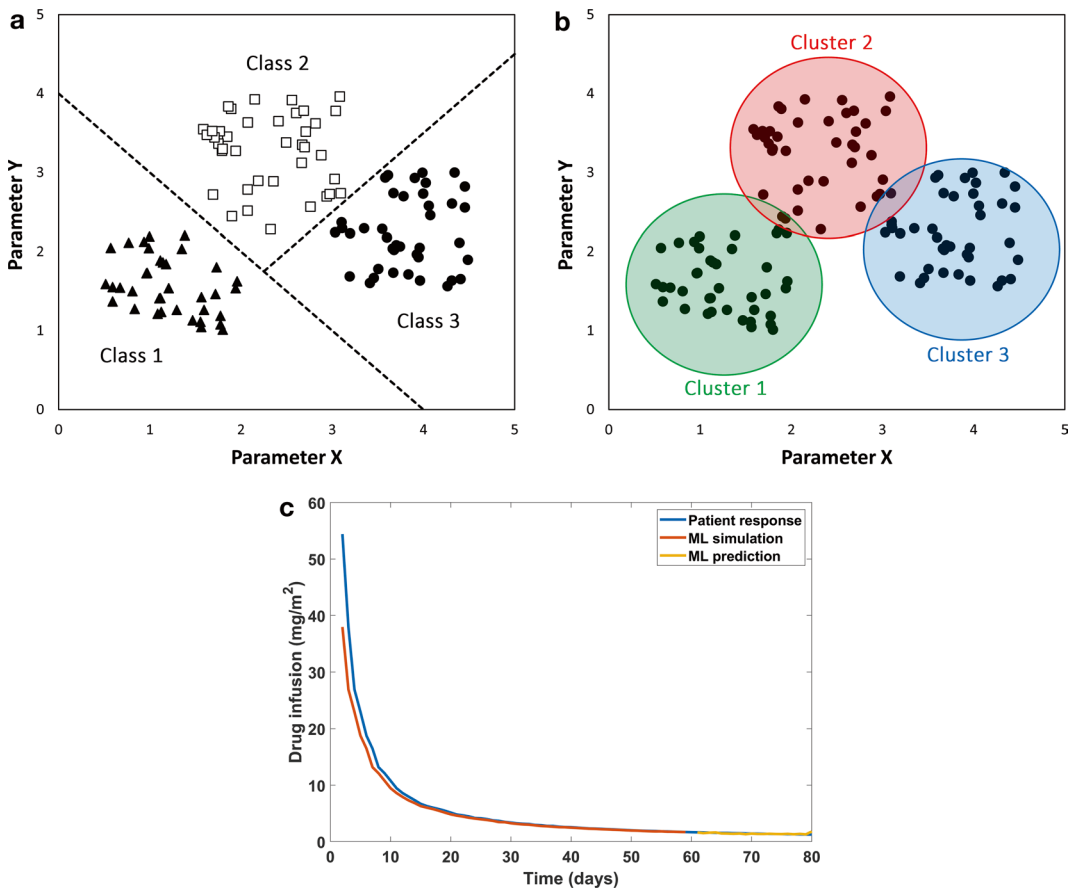 a
5
4
3
2
1
0
0 1 2 3 4 5
Parameter Y
Parameter X
Class 2
Class 1
Class 3
b
5
4
3
2
1
0
0 1 2 3 4 5
Parameter Y
Parameter X
Cluster 2
Cluster 1
Cluster 3
c
60
50
40
30
20
10
0
0 10 20 30 40 50 60 70 80
Drug infusion (mg/m²)
Time (days)
Patient response
ML simulation
ML prediction